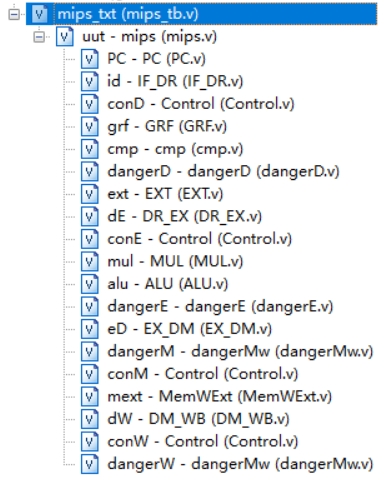 mips_txt (mips_tb.v)
uut - mips (mips.v)
PC - PC (PC.v)
id - IF_DR (IF_DR.v)
conD - Control (Control.v)
grf - GRF (GRF.v)
cmp - cmp (cmp.v)
dangerD - dangerD (dangerD.v)
ext - EXT (EXT.v)
dE - DR_EX (DR_EX.v)
conE - Control (Control.v)
mul - MUL (MUL.v)
alu - ALU (ALU.v)
dangerE - dangerE (dangerE.v)
eD - EX_DM (EX_DM.v)
dangerM - dangerMw (dangerMw.v)
conM - Control (Control.v)
mext - MemWExt (MemWExt.v)
dW - DM_WB (DM_WB.v)
conW - Control (Control.v)
dangerW - dangerMw (dangerMw.v)